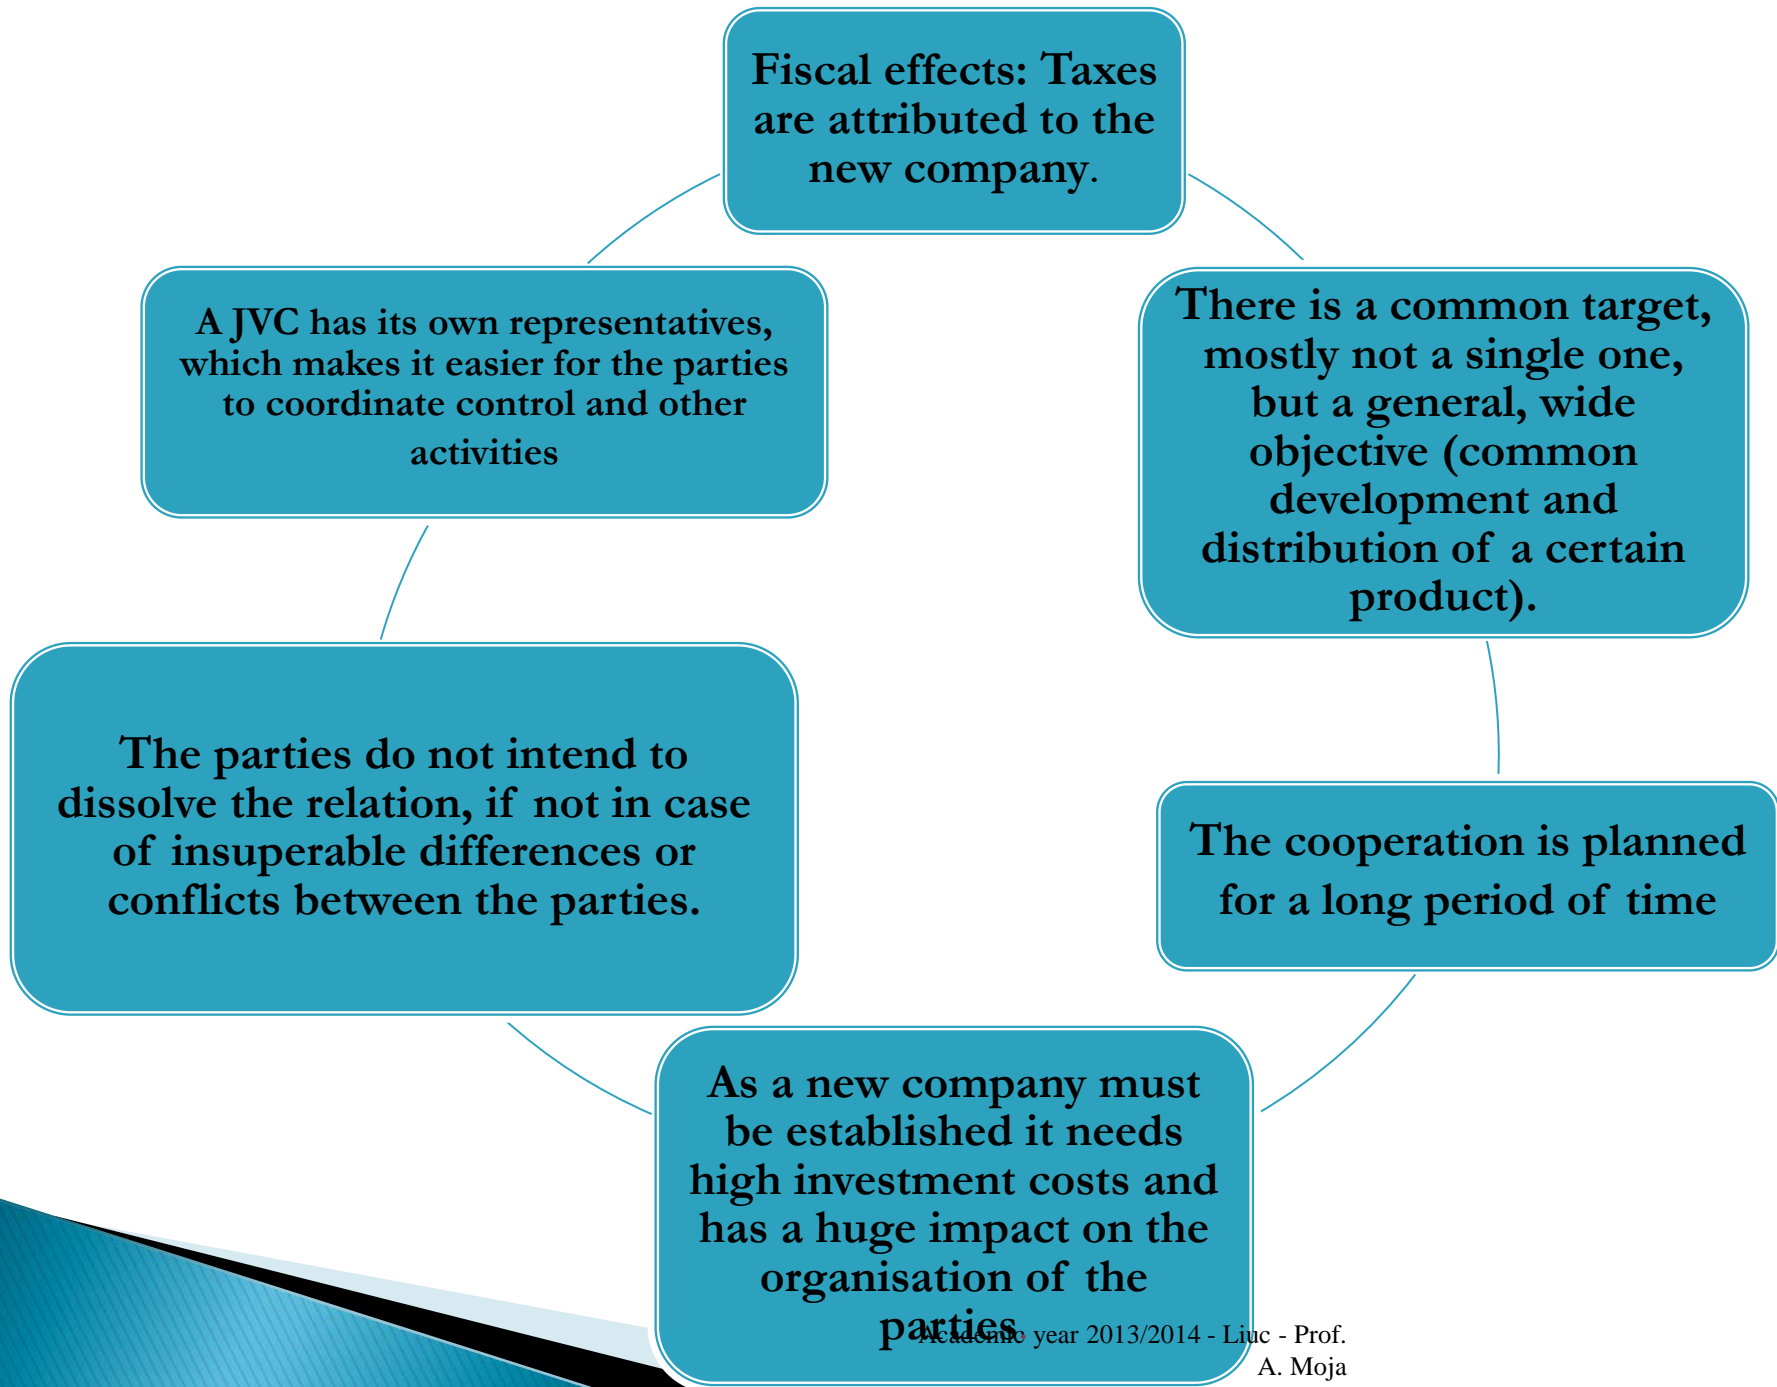 Fiscal effects: Taxes
are attributed to the
new company.
There is a common target,
mostly not a single one,
but a general, wide
objective (common
development and
distribution of a certain
product).
The cooperation is planned
for a long period of time
As a new company must
be established it needs
high investment costs and
has a huge impact on the
organisation of the
parties.
The parties do not intend to
dissolve the relation, if not in case
of insuperable differences or
conflicts between the parties.
A JVC has its own representatives,
which makes it easier for the parties
to coordinate control and other
activities
Academic year 2013/2014 - Liuc - Prof.
A. Moja